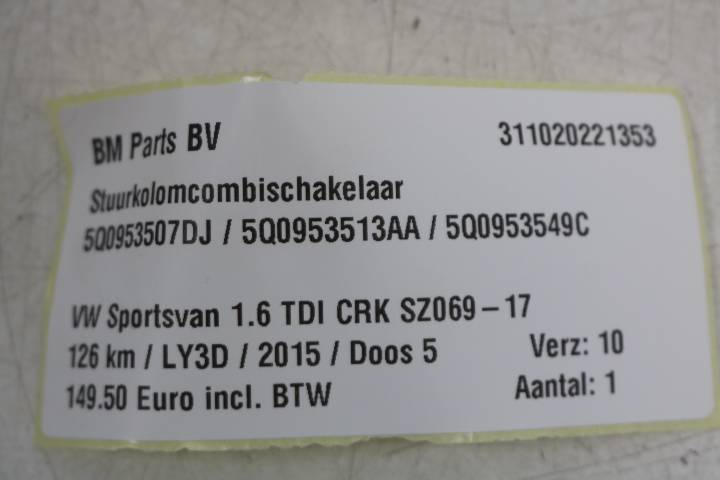 BM Parts BV 311020221353
Stuurkolomcombischakelaar
5Q0953507DJ / 5Q0953513AA / 5Q0953549C
VW Sportsvan 1.6 TDI CRK SZ069-17
126 km / LY3D / 2015 / Doos 5 Verz: 10
149.50 Euro incl. BTW Aantal: 1